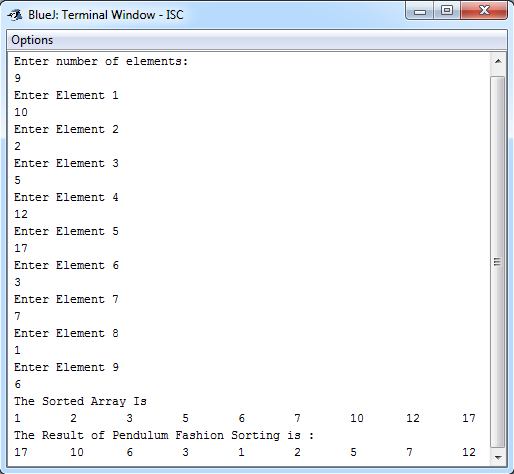 BlueJ: Terminal Window - ISC
Options
Enter number of elements:
9
Enter Element 1
10
Enter Element 2
2
Enter Element 3
5
Enter Element 4
12
Enter Element 5
17
Enter Element 6
3
Enter Element 7
7
Enter Element 8
1
Enter Element 9
6
The Sorted Array Is
1 2 3 5 6 7 10 12 17
The Result of Pendulum Fashion Sorting is :
17 10 6 3 1 2 5 7 12